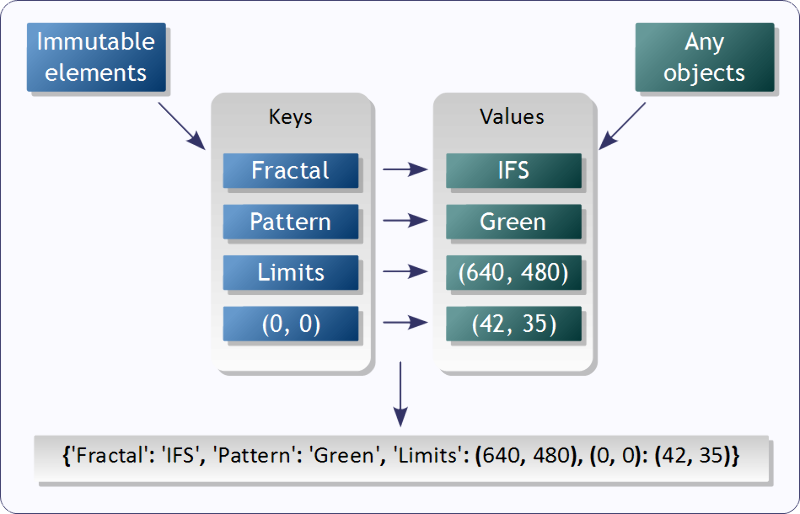 Immutable
elements
Any
objects
Keys
Values
Fractal
IFS
Pattern
Green
Limits
(640, 480)
(0, 0)
(42, 35)
{'Fractal': 'IFS', 'Pattern': 'Green', 'Limits': (640, 480), (0, 0): (42, 35)}